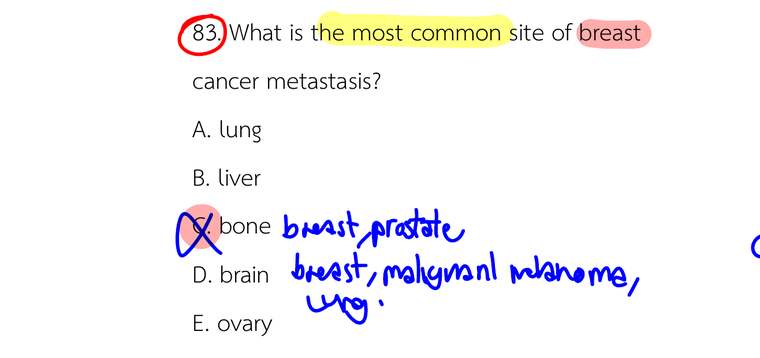 83. What is the most common site of breast
cancer metastasis?
A. lung
B. liver
C. bone breast, prostate
D. brain breast, malignant melanoma,
lung.
E. ovary